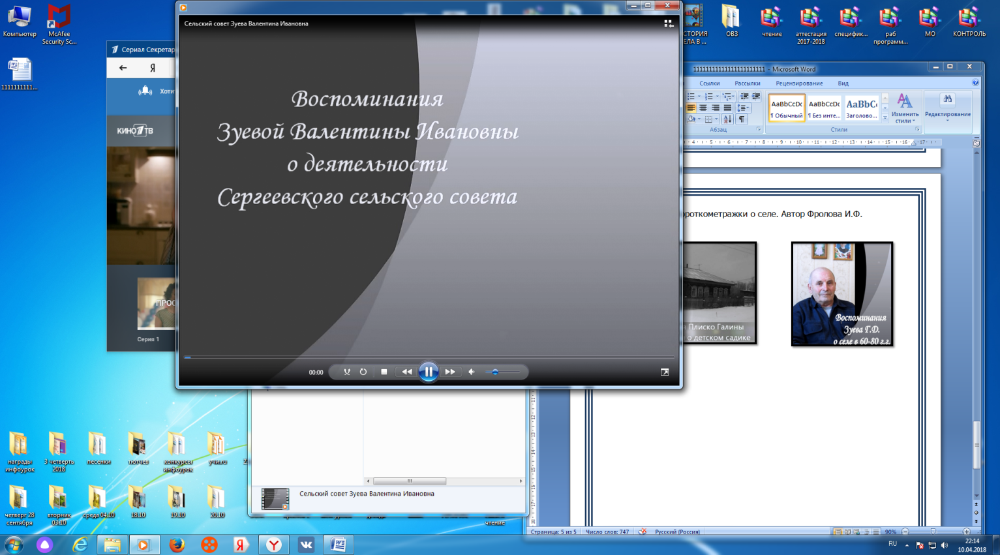 Компьютер
McAfee
Security Sc...
1111111111...
Сериал Секретар
Я
Хоти
КИНО ТВ
ПРОС
Серия 1
Сельский совет Зуева Валентина Ивановна
Воспоминания
Зуевой Валентины Ивановны
о деятельности
Сергеевского сельского совета
00:00
СТОРИЯ
ЕЛА В ...
ОВЗ
чтение
аттестация
2017-2018
специфик...
раб
программ...
МО
КОНТРОЛЬ
- Microsoft Word
Ссылки
Рассылки
Рецензирование
Вид
AaBbCcDc
AaBbCcDc
AaBbC
¶ Обычный
¶ Без инте...
Заголово...
Изменить
стили
Редактирование
Абзац
Стили
ороткометражки о селе. Автор Фролова И.Ф.
я Плиско Галины
о детском садике
Воспоминания
Зуева Г.Д.
о селе в 60-80 г.г.
награды
инфоурок
3 четверть
2018
песенки
тютчев
конкурсы
инфоурок
учи.ru
четверг 28
сентября
вторник
03.10
среда 04.10
18.10
19.10
20.10
чтение
Сельский совет Зуева Валентина Ивановна
Страница: 5 из 5
Число слов: 747
Русский (Россия)
90%
RU
22:14
10.04.2018